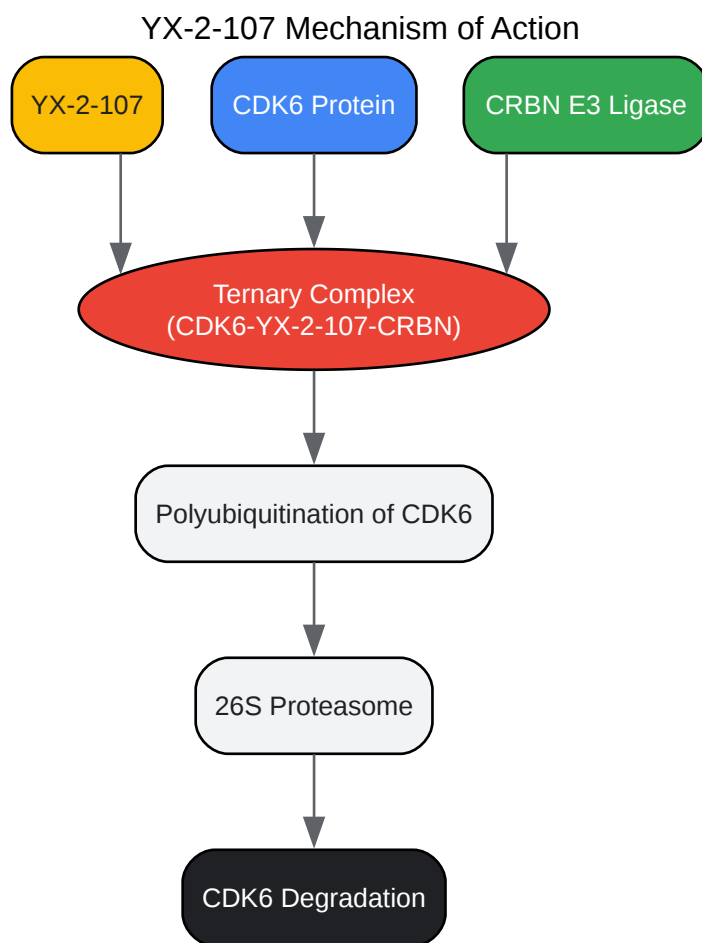 YX-2-107 Mechanism of Action
YX-2-107
CDK6 Protein
CRBN E3 Ligase
Ternary Complex
(CDK6-YX-2-107-CRBN)
Polyubiquitination of CDK6
26S Proteasome
CDK6 Degradation